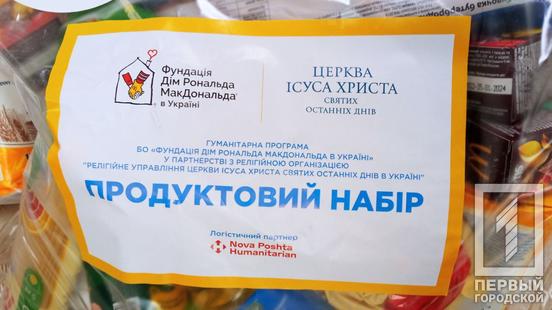 Фундація
Дім Рональда
МакДональда®
в Україні
ЦЕРКВА
ІСУСА ХРИСТА
СВЯТИХ
ОСТАННІХ ДНІВ
ГУМАНІТАРНА ПРОГРАМА
БО «ФУНДАЦІЯ ДІМ РОНАЛЬДА МАКДОНАЛЬДА В УКРАЇНІ»
У ПАРТНЕРСТВІ З РЕЛІГІЙНОЮ ОРГАНІЗАЦІЄЮ
"РЕЛІГІЙНЕ УПРАВЛІННЯ ЦЕРКВИ ІСУСА ХРИСТА СВЯТИХ ОСТАННІХ ДНІВ В УКРАЇНІ"
ПРОДУКТОВИЙ НАБІР
Логістичний партнер
Nova Poshta
Humanitarian
1
ПЕРВЫЙ
ГОРОДСКОЙ